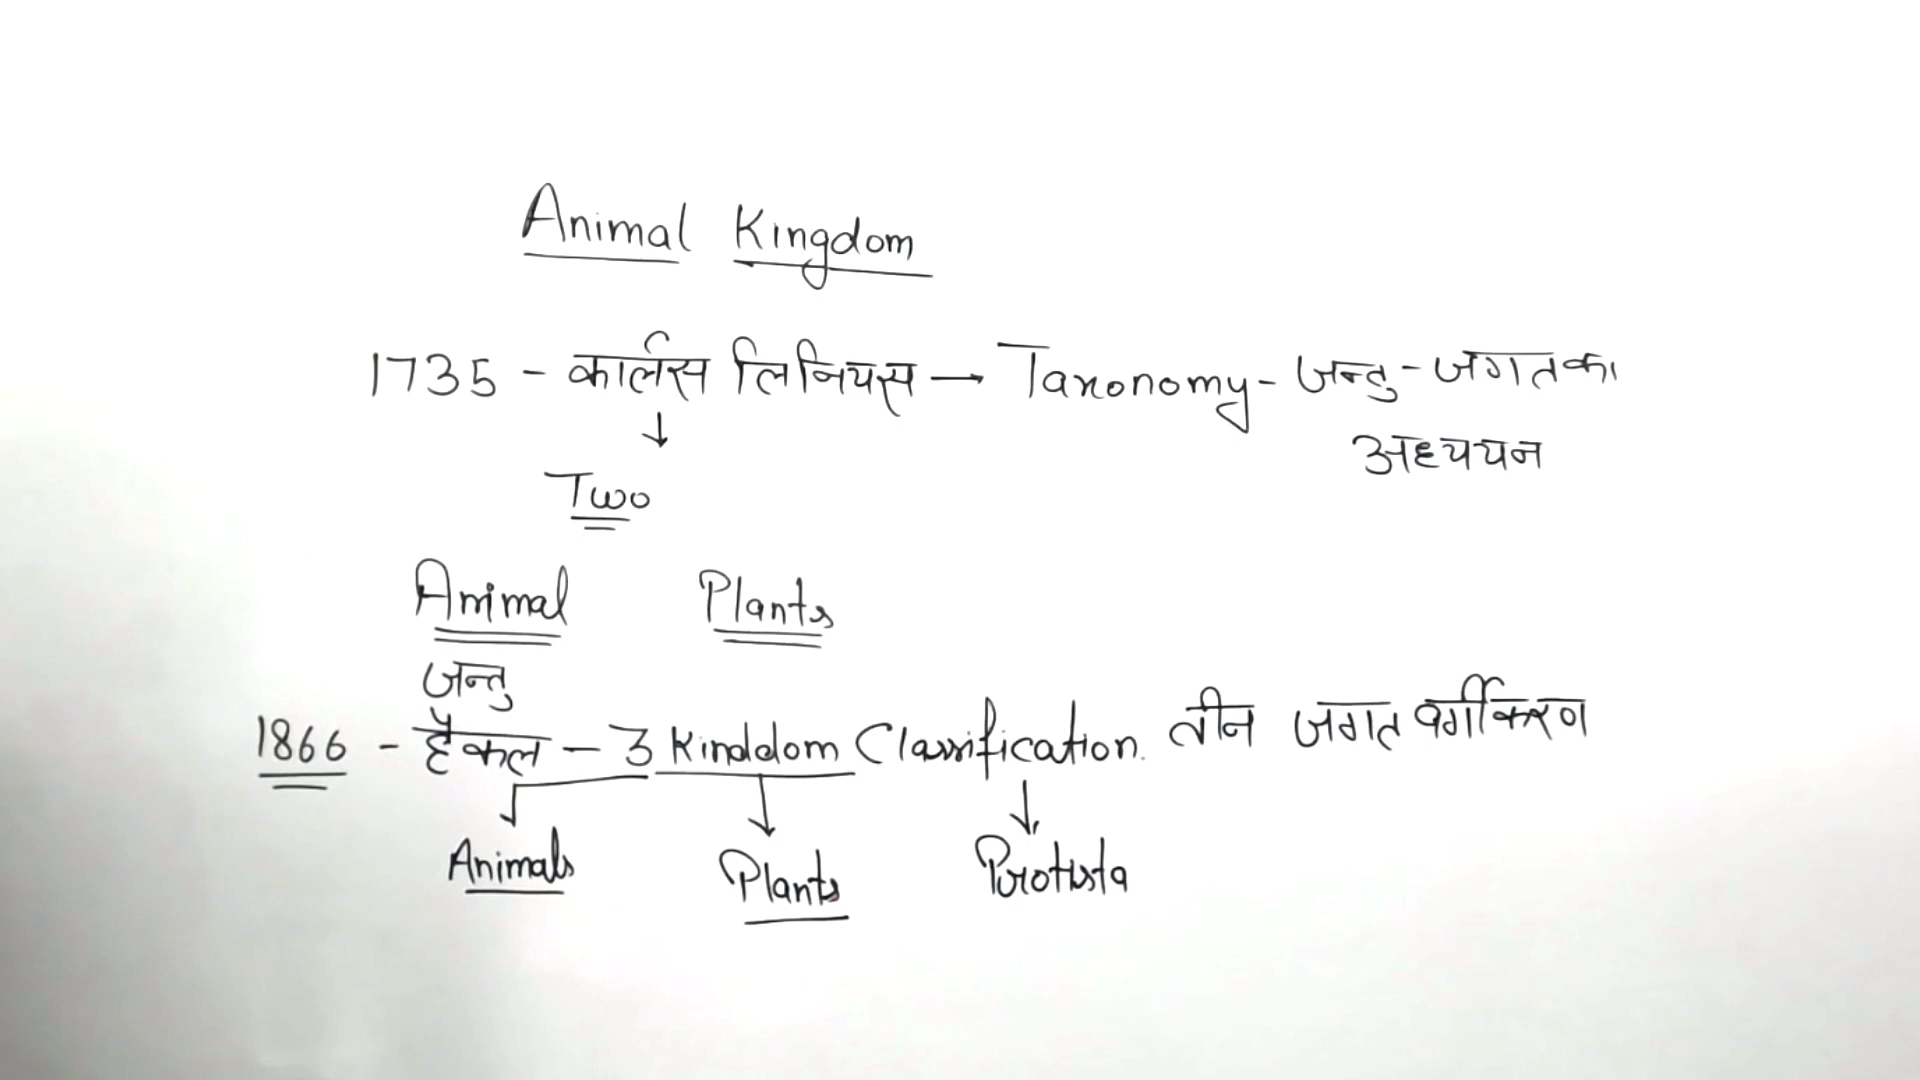 Animal Kingdom
1735 - कार्लस लिनियस → Taxonomy - जन्तु - जगत का
अध्ययन
↓
Two
Animal Plants
जन्तु
1866 - हैकल - 3 Kinddom Classification. तीन जगत वर्गीकरण
Animals Plants Protista